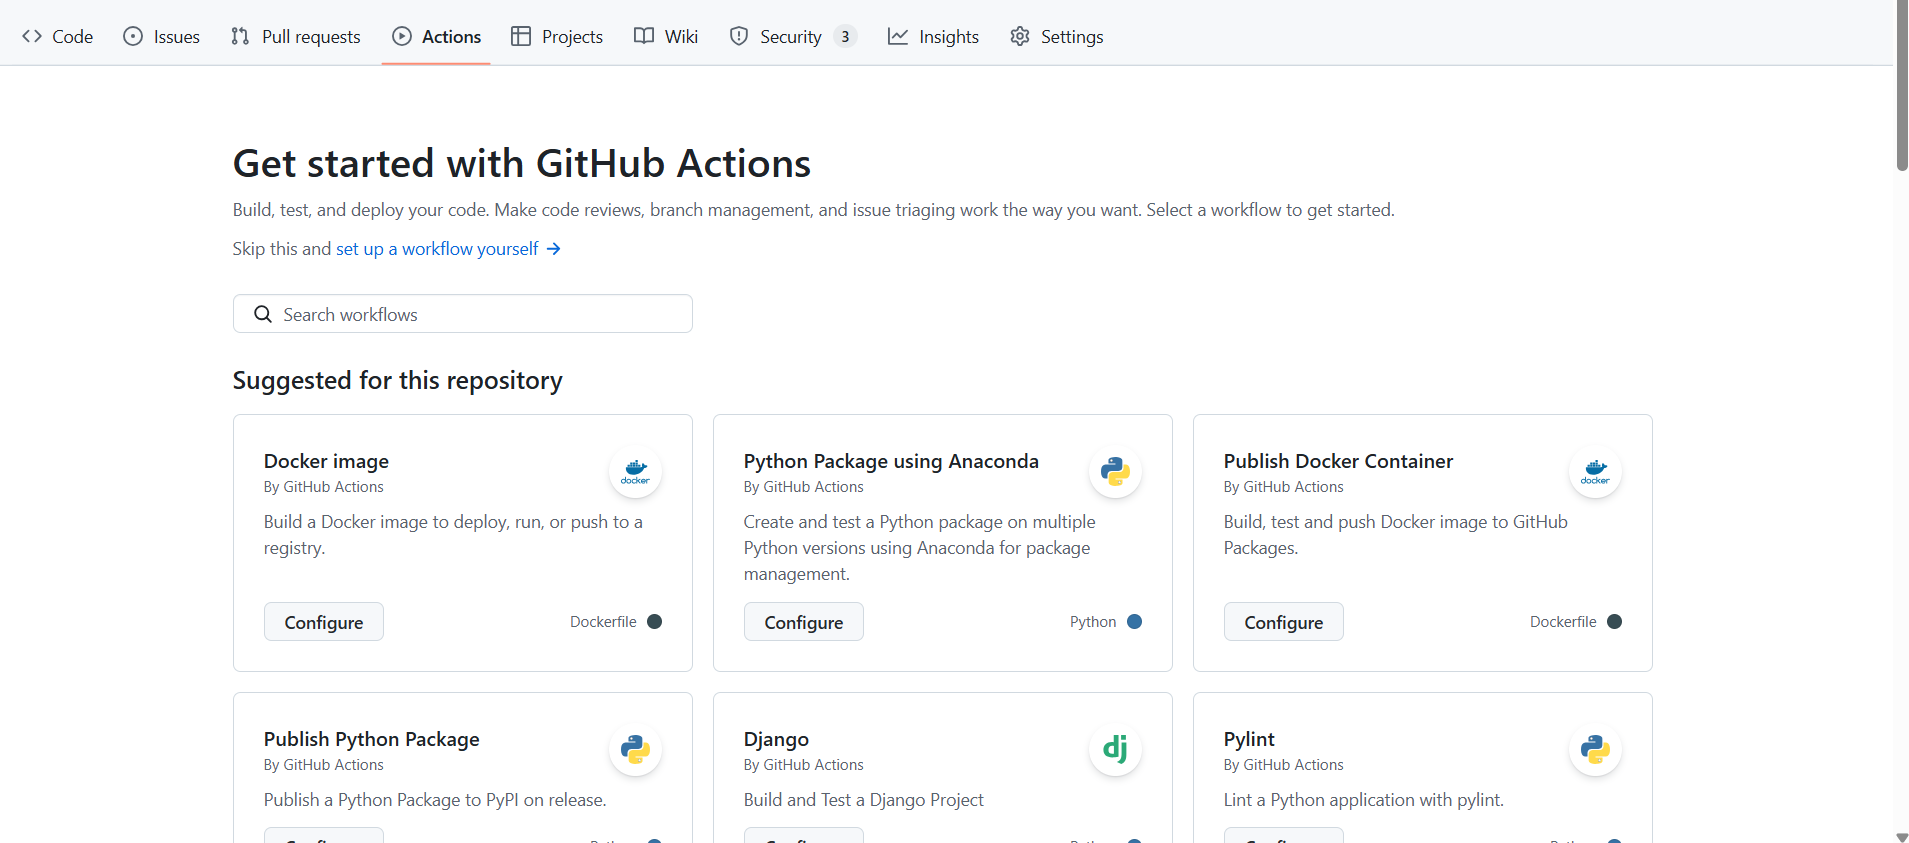 Code Issues Pull requests Actions Projects Wiki Security 3 Insights Settings
Get started with GitHub Actions
Build, test, and deploy your code. Make code reviews, branch management, and issue triaging work the way you want. Select a workflow to get started.
Skip this and set up a workflow yourself →
Search workflows
Suggested for this repository
Docker image
By GitHub Actions
docker
Build a Docker image to deploy, run, or push to a
registry.
Configure
Dockerfile
Python Package using Anaconda
By GitHub Actions
Create and test a Python package on multiple
Python versions using Anaconda for package
management.
Configure
Python
Publish Docker Container
By GitHub Actions
docker
Build, test and push Docker image to GitHub
Packages.
Configure
Dockerfile
Publish Python Package
By GitHub Actions
Publish a Python Package to PyPI on release.
Django
By GitHub Actions
dj
Build and Test a Django Project
Pylint
By GitHub Actions
Lint a Python application with pylint.